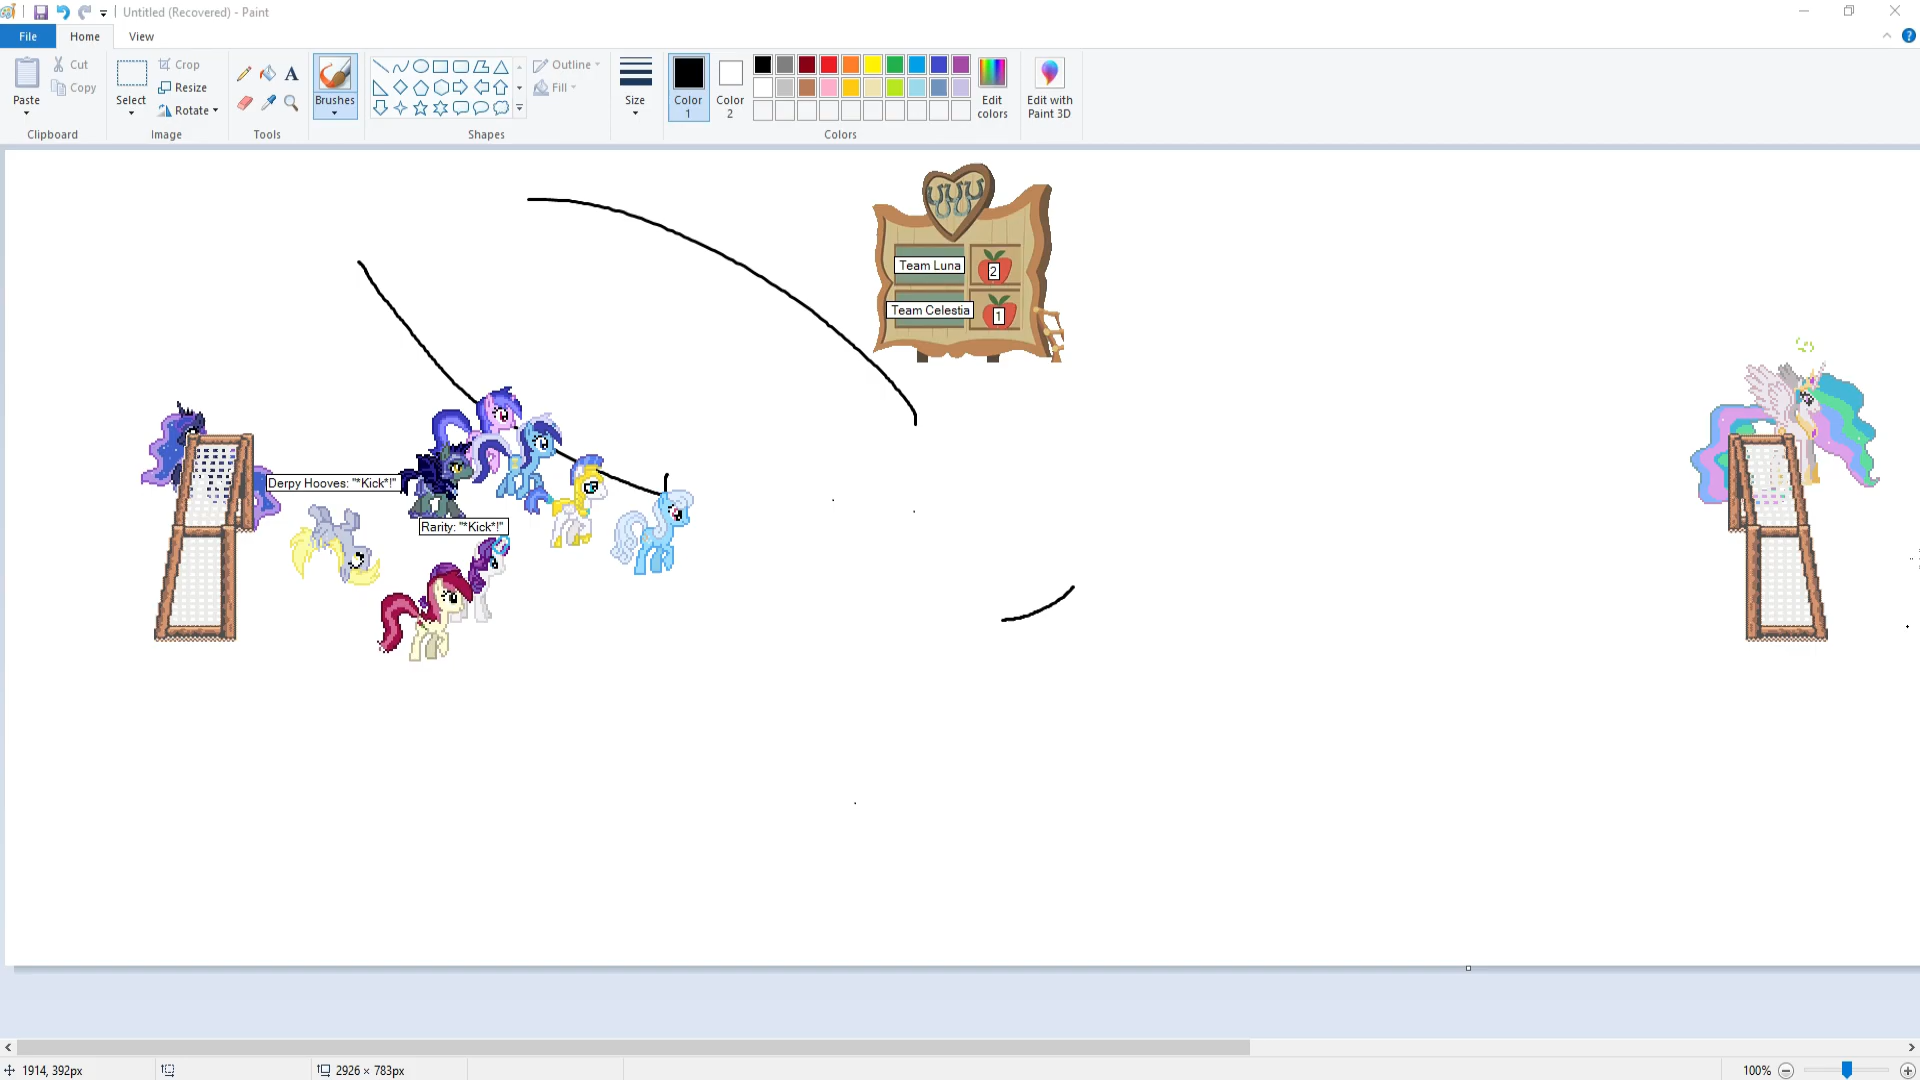 Untitled (Recovered) - Paint
File Home View
Paste
Cut
Copy
Clipboard
Select
Crop
Resize
Rotate
Image
Tools
Brushes
Shapes
Outline
Fill
Size
Color 1
Color 2
Edit colors
Colors
Edit with Paint 3D
Team Luna 2
Team Celestia 1
Derpy Hooves: "*Kick*!"
Rarity: "*Kick*!"
1914, 392px
2926 × 783px
100%